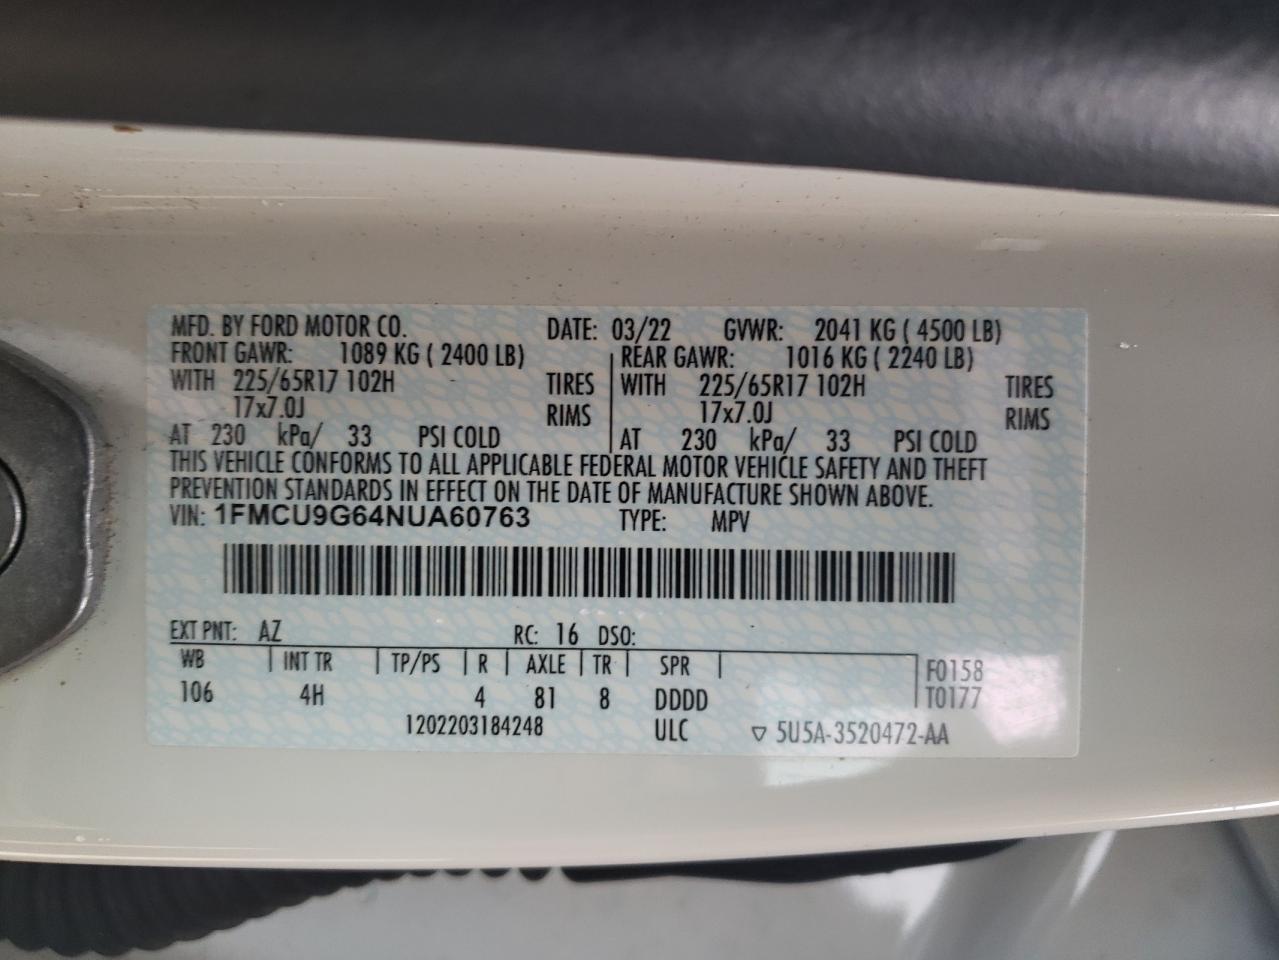 MFD. BY FORD MOTOR CO. DATE: 03/22 GVWR: 2041 KG ( 4500 LB)
FRONT GAWR: 1089 KG ( 2400 LB) REAR GAWR: 1016 KG ( 2240 LB)
WITH 225/65R17 102H TIRES WITH 225/65R17 102H TIRES
17x7.0J RIMS 17x7.0J RIMS
AT 230 kPa/ 33 PSI COLD AT 230 kPa/ 33 PSI COLD
THIS VEHICLE CONFORMS TO ALL APPLICABLE FEDERAL MOTOR VEHICLE SAFETY AND THEFT
PREVENTION STANDARDS IN EFFECT ON THE DATE OF MANUFACTURE SHOWN ABOVE.
VIN: 1FMCU9G64NUA60763 TYPE: MPV
EXT PNT: AZ RC: 16 DSO:
WB INT TR TP/PS R AXLE TR SPR F0158
106 4H 4 81 8 DDDD T0177
1202203184248 ULC ▽ 5U5A-3520472-AA